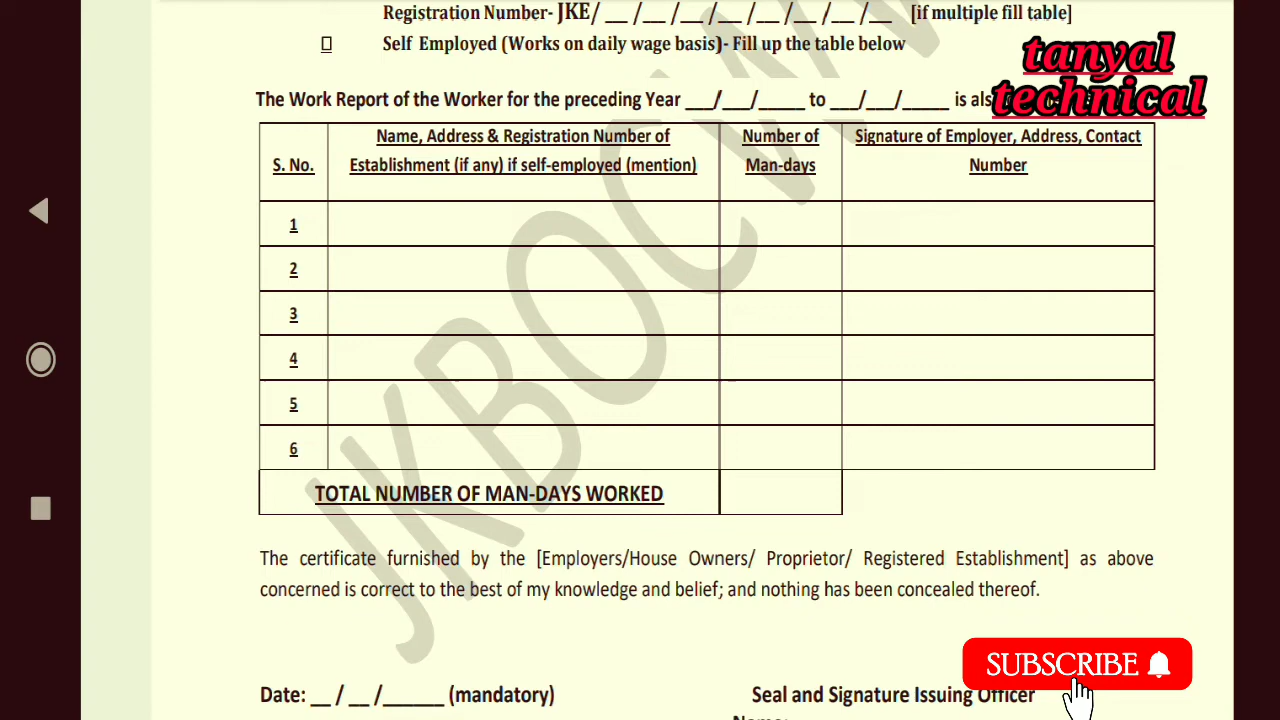 Registration Number- JKE/ __ /__ /__ /__ /__ /__ /__ /__ [if multiple fill table]
☐ Self Employed (Works on daily wage basis)- Fill up the table below
tanyal
technical
The Work Report of the Worker for the preceding Year ___/___/_____ to ___/___/_____ is
S. No.
Name, Address & Registration Number of
Establishment (if any) if self-employed (mention)
Number of
Man-days
Signature of Employer, Address, Contact
Number
1
2
3
4
5
6
TOTAL NUMBER OF MAN-DAYS WORKED
The certificate furnished by the [Employers/House Owners/ Proprietor/ Registered Establishment] as above
concerned is correct to the best of my knowledge and belief; and nothing has been concealed thereof.
SUBSCRIBE
Date: __ / __ /______ (mandatory)
Seal and Signature Issuing Officer
Name:
JKBOCW